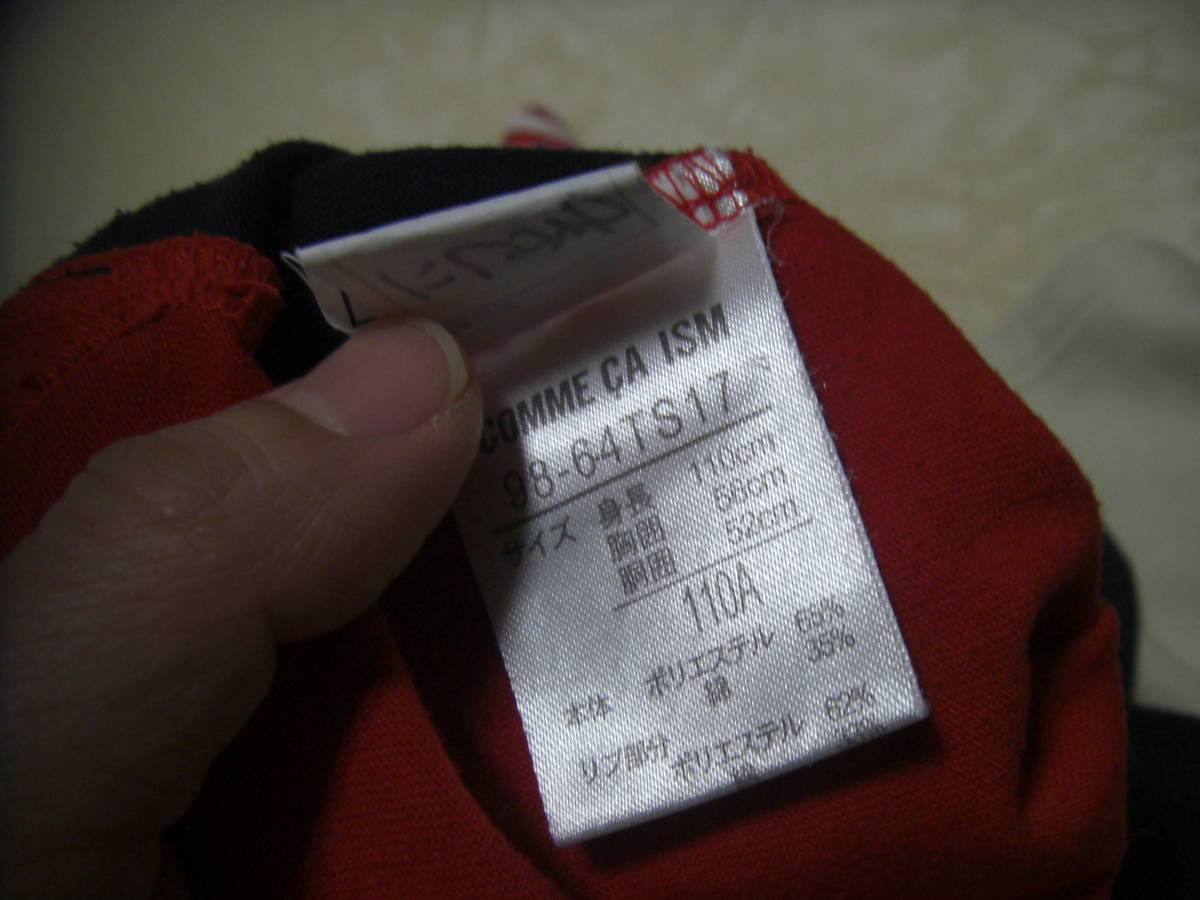 COMME CA ISM
98-64TS17
サイズ 身長 110cm
胸囲 66cm
胴囲 52cm
110A
本体 ポリエステル 65%
綿 35%
リブ部分 ポリエステル 62%
綿